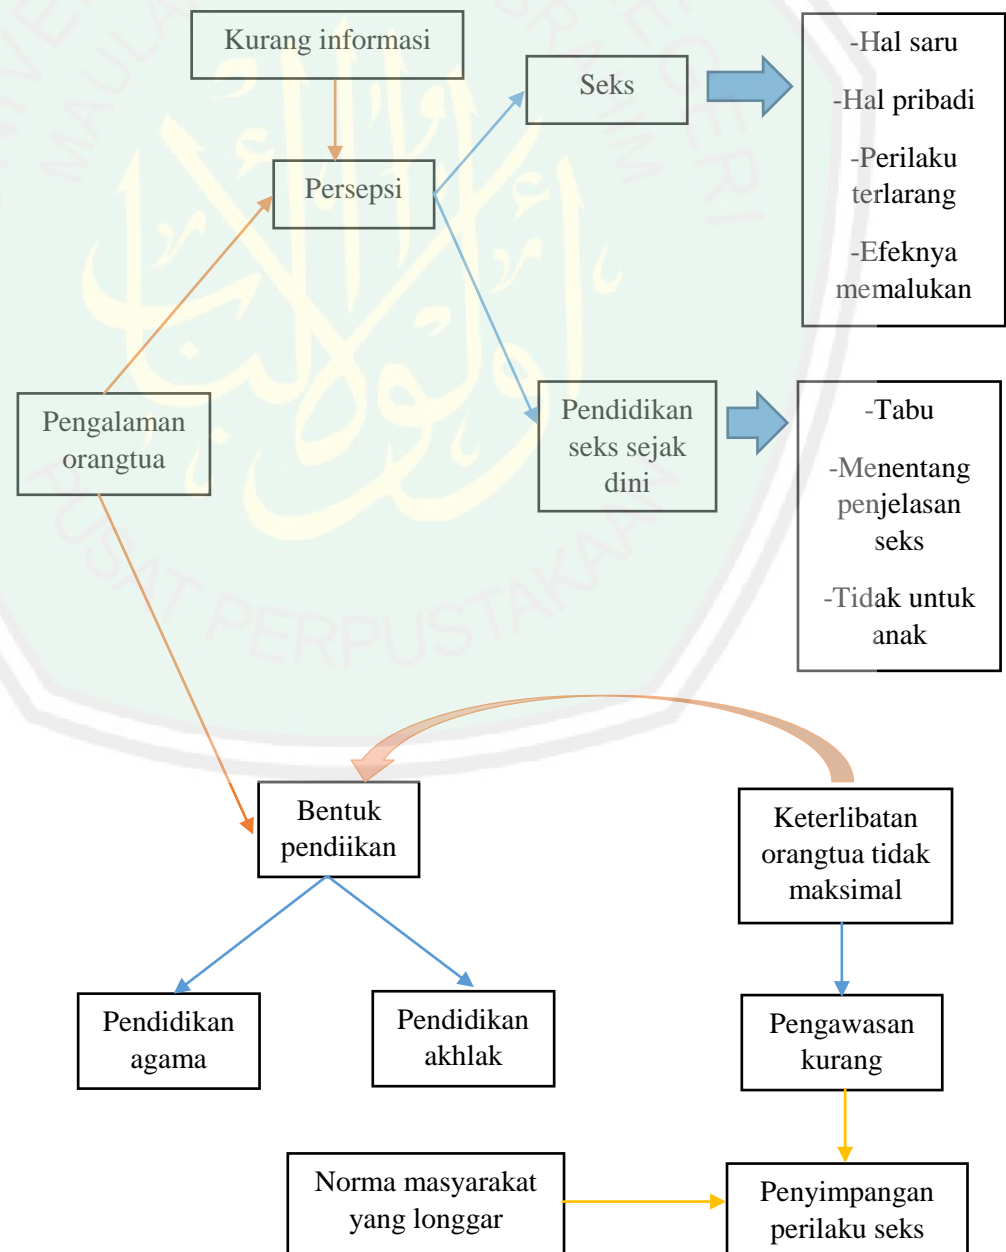 Kurang informasi
Seks
-Hal saru
-Hal pribadi
-Perilaku
terlarang
-Efeknya
memalukan
Persepsi
Pengalaman
orangtua
Pendidikan
seks sejak
dini
-Tabu
-Menentang
penjelasan
seks
-Tidak untuk
anak
PUSAT PERPUSTAKAAN
Bentuk
pendiikan
Keterlibatan
orangtua tidak
maksimal
Pendidikan
agama
Pendidikan
akhlak
Pengawasan
kurang
Norma masyarakat
yang longgar
Penyimpangan
perilaku seks